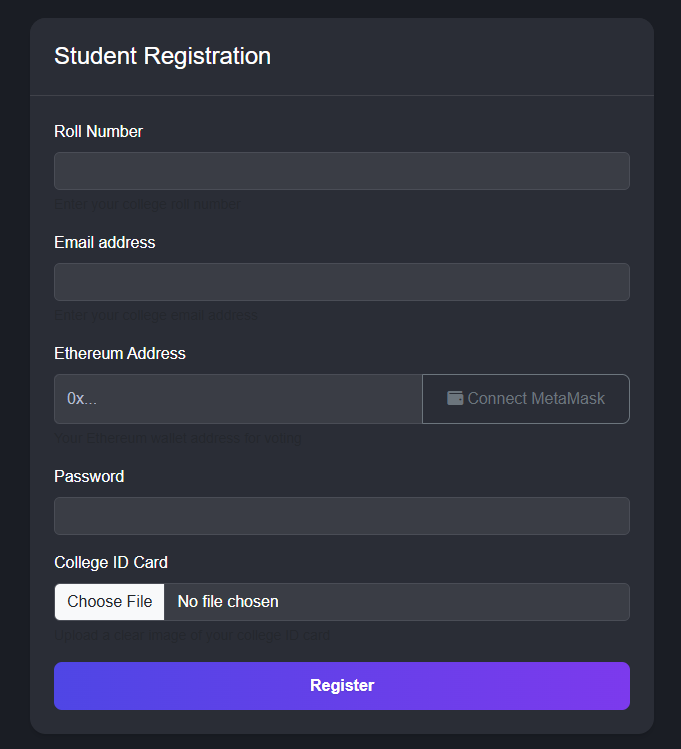 Student Registration
Roll Number
Enter your college roll number
Email address
Enter your college email address
Ethereum Address
0x...
Connect MetaMask
Your Ethereum wallet address for voting
Password
College ID Card
Choose File No file chosen
Upload a clear image of your college ID card
Register